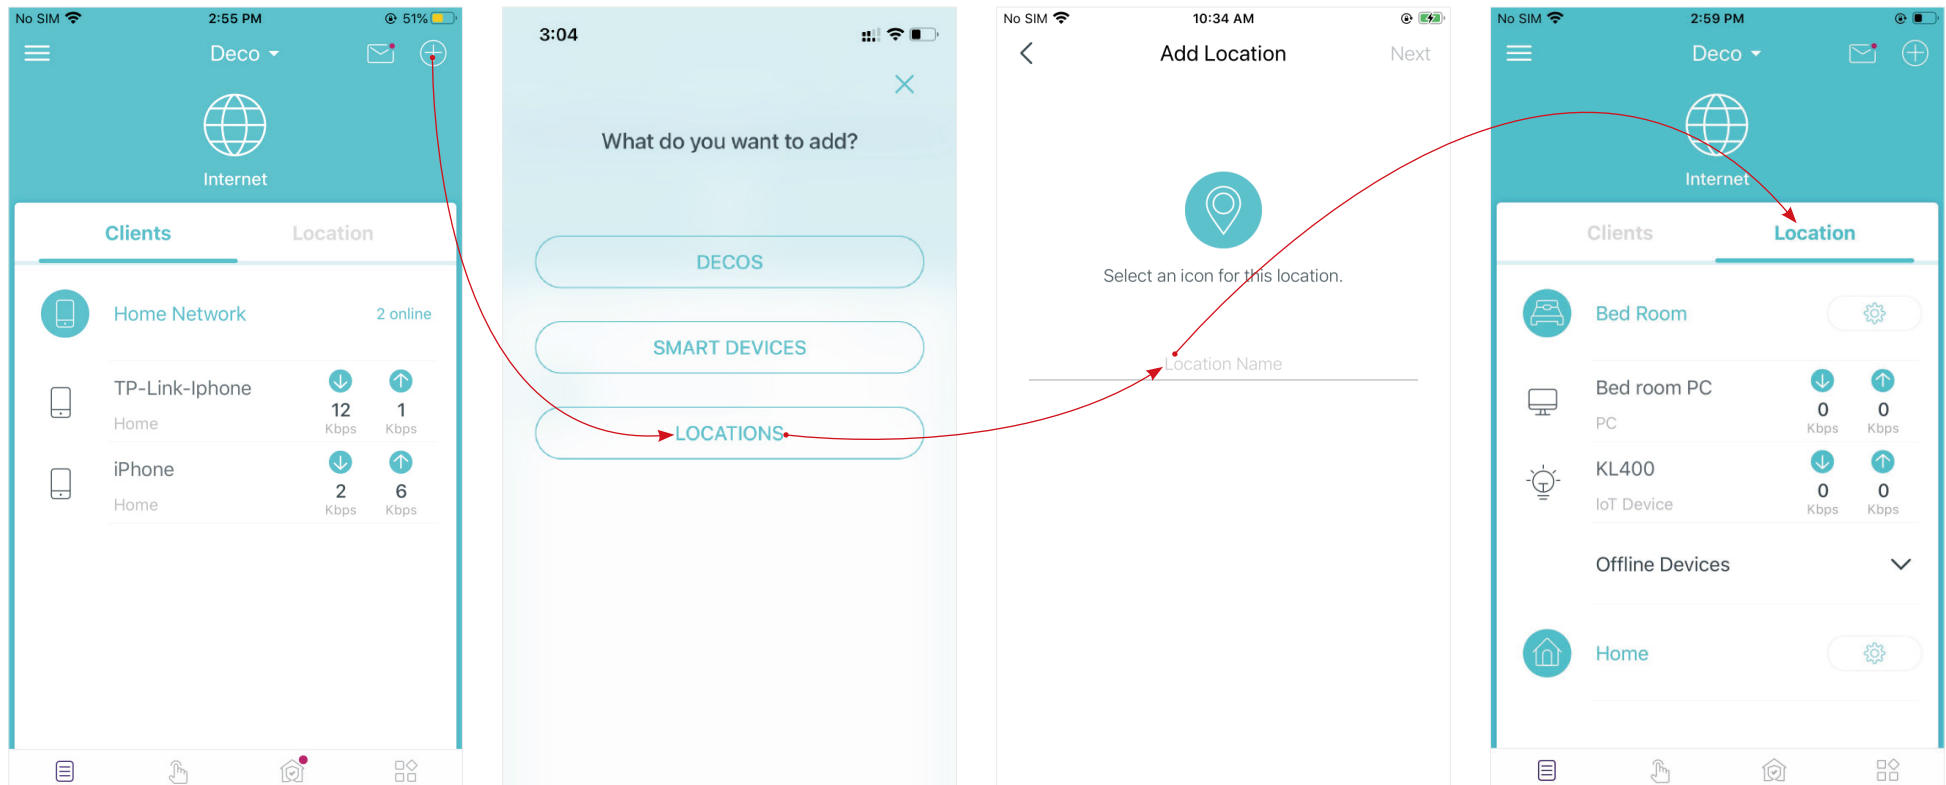 No SIM 2:55 PM 51%
Deco
Internet
Clients Location
Home Network 2 online
TP-Link-Iphone
Home
12 1
Kbps Kbps
iPhone
Home
2 6
Kbps Kbps
3:04
What do you want to add?
DECOS
SMART DEVICES
LOCATIONS
No SIM 10:34 AM
Add Location Next
Select an icon for this location.
Location Name
No SIM 2:59 PM
Deco
Internet
Clients Location
Bed Room
Bed room PC
PC
0 0
Kbps Kbps
KL400
IoT Device
0 0
Kbps Kbps
Offline Devices
Home